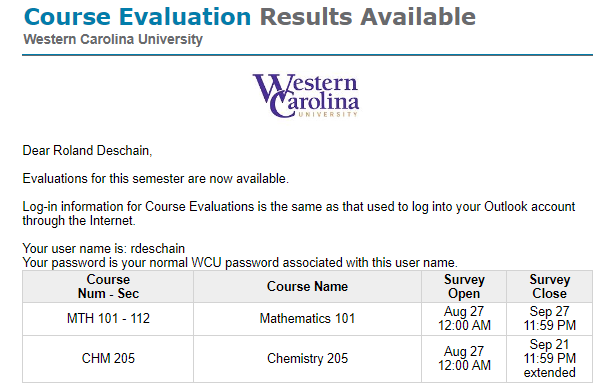 Course Evaluation Results Available
Western Carolina University
Western
Carolina
UNIVERSITY
Dear Roland Deschain,
Evaluations for this semester are now available.
Log-in information for Course Evaluations is the same as that used to log into your Outlook account
through the Internet.
Your user name is: rdeschain
Your password is your normal WCU password associated with this user name.
Course
Num - Sec
Course Name
Survey
Open
Survey
Close
MTH 101 - 112
Mathematics 101
Aug 27
12:00 AM
Sep 27
11:59 PM
CHM 205
Chemistry 205
Aug 27
12:00 AM
Sep 21
11:59 PM
extended